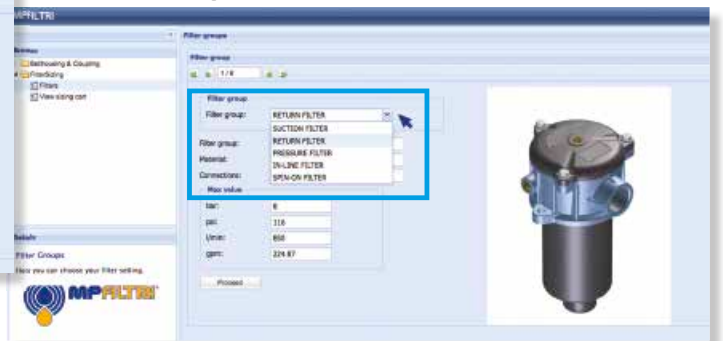 MPFILTRI
Filter groups
Bellhousing & Coupling
Filters
View sizing cart
Filter group
1/8
Filter group
Filter group: RETURN FILTER
SUCTION FILTER
RETURN FILTER
PRESSURE FILTER
IN-LINE FILTER
SPIN-ON FILTER
Filter group:
Material:
Connections:
Max value
bar: 8
psi: 116
l/min:
gpm: 224.87
Proceed
Details
Filter Groups
Here you can choose your filter setting.
MPFILTRI